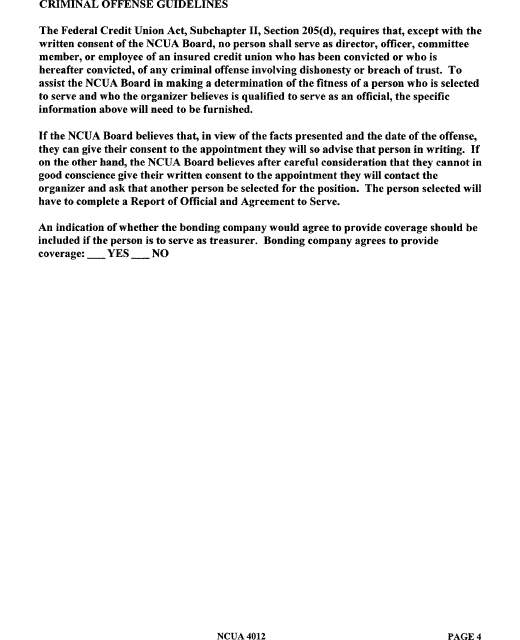 CRIMINAL OFFENSE GUIDELINES
The Federal Credit Union Act, Subchapter II, Section 205(d), requires that, except with the
written consent of the NCUA Board, no person shall serve as director, officer, committee
member, or employee of an insured credit union who has been convicted or who is
hereafter convicted, of any criminal offense involving dishonesty or breach of trust. To
assist the NCUA Board in making a determination of the fitness of a person who is selected
to serve and who the organizer believes is qualified to serve as an official, the specific
information above will need to be furnished.
If the NCUA Board believes that, in view of the facts presented and the date of the offense,
they can give their consent to the appointment they will so advise that person in writing. If
on the other hand, the NCUA Board believes after careful consideration that they cannot in
good conscience give their written consent to the appointment they will contact the
organizer and ask that another person be selected for the position. The person selected will
have to complete a Report of Official and Agreement to Serve.
An indication of whether the bonding company would agree to provide coverage should be
included if the person is to serve as treasurer. Bonding company agrees to provide
coverage: ___ YES ___ NO
NCUA 4012 PAGE 4